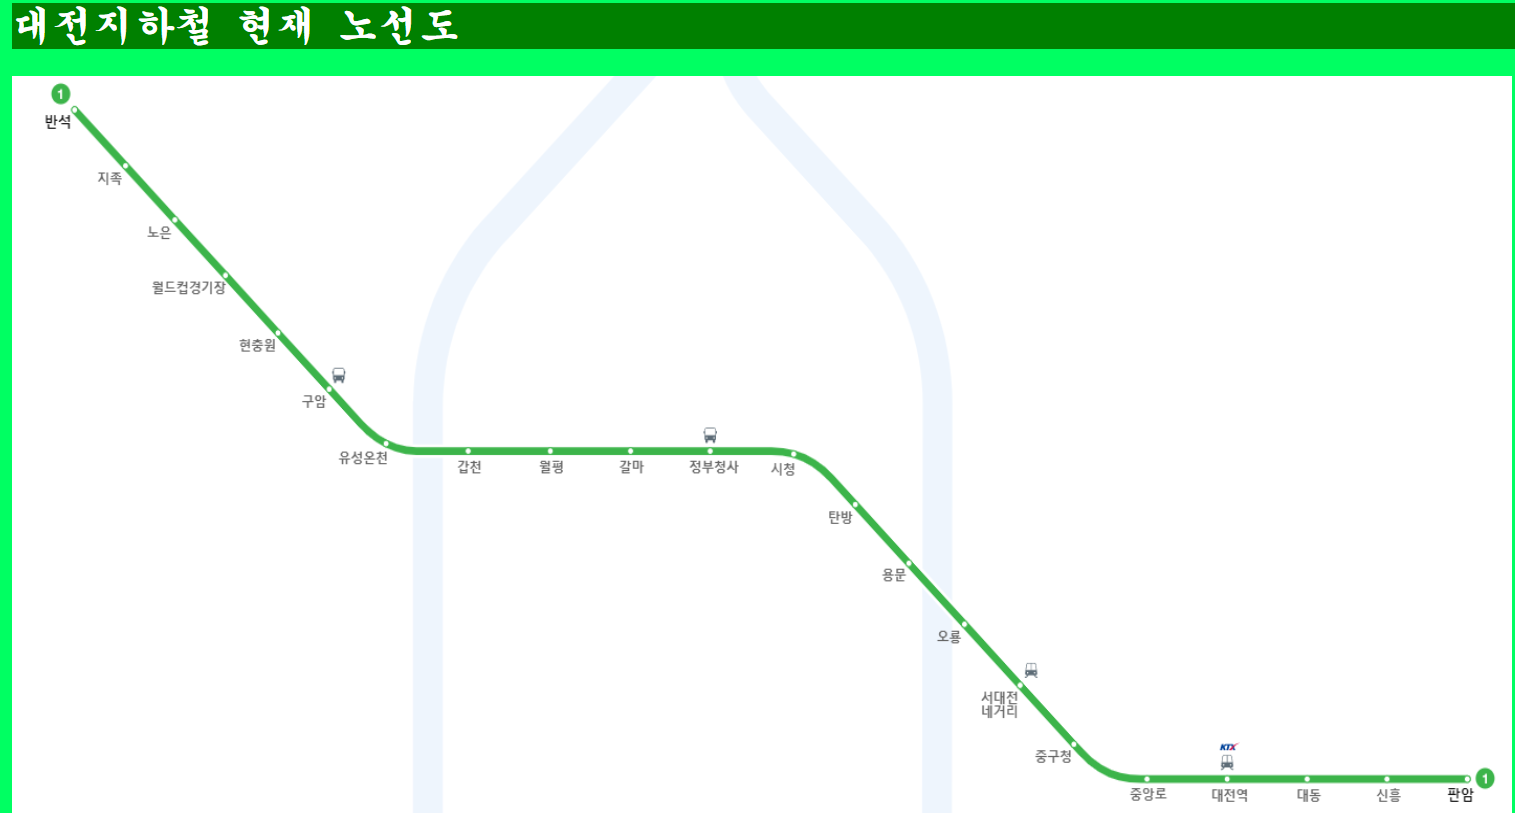 대전지하철 현재 노선도
1
반석
지족
노은
월드컵경기장
현충원
구암
유성온천
갑천
월평
갈마
정부청사
시청
탄방
용문
오룡
서대전
네거리
중구청
중앙로
KTX
대전역
대동
신흥
판암
1